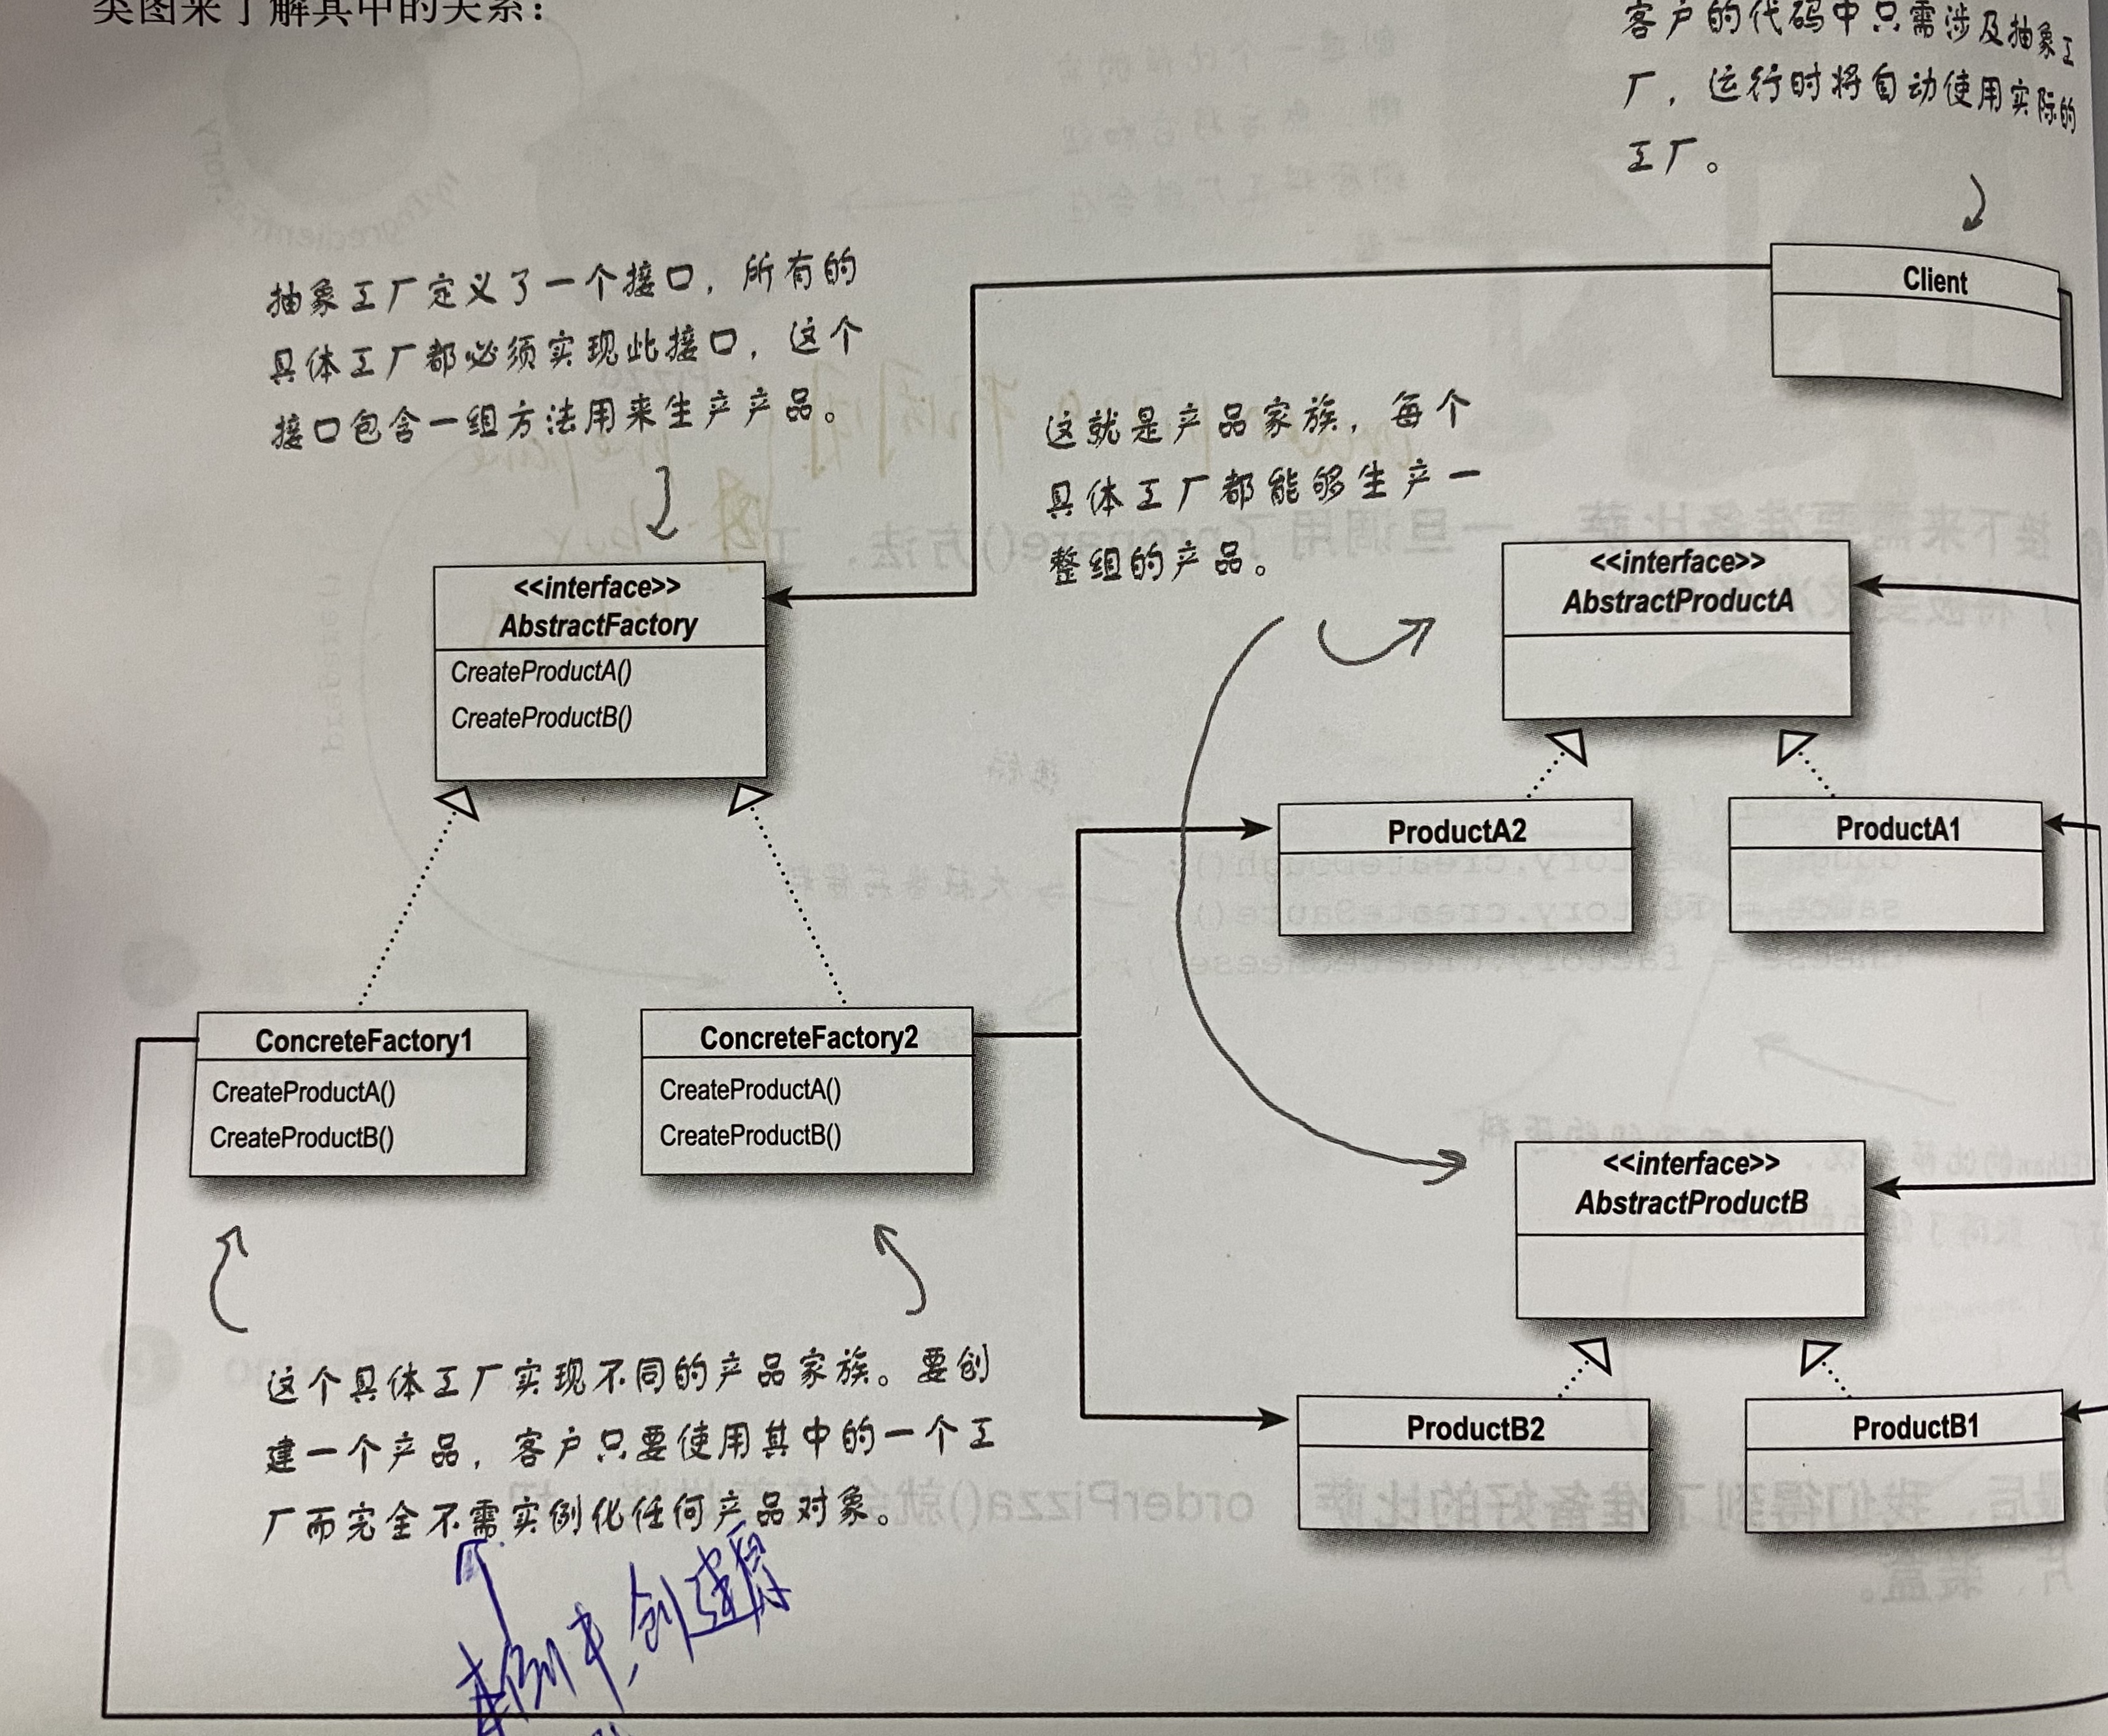 类图来了解其中的关系：
客户的代码中只需涉及抽象工
厂，运行时将自动使用实际的
工厂。
抽象工厂定义了一个接口，所有的
具体工厂都必须实现此接口，这个
接口包含一组方法用来生产产品。
Client
这就是产品家族，每个
具体工厂都能够生产一
整组的产品。
<<interface>>
AbstractFactory
CreateProductA()
CreateProductB()
<<interface>>
AbstractProductA
ProductA2
ProductA1
ConcreteFactory1
CreateProductA()
CreateProductB()
ConcreteFactory2
CreateProductA()
CreateProductB()
<<interface>>
AbstractProductB
ProductB2
ProductB1
这个具体工厂实现不同的产品家族。要创
建一个产品，客户只要使用其中的一个工
厂而完全不需实例化任何产品对象。
本例中,创建原